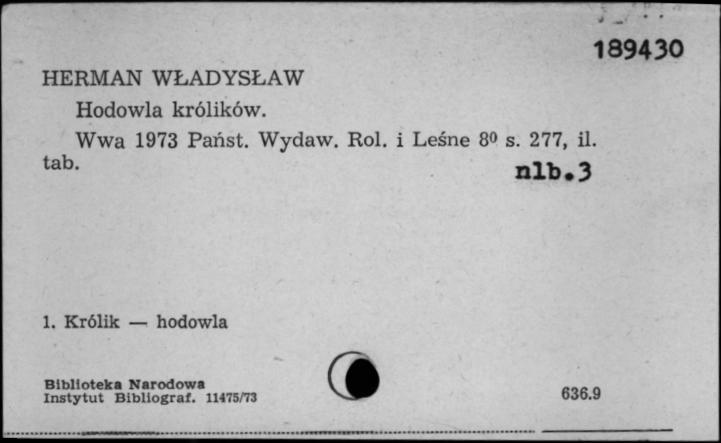 189430
HERMAN WŁADYSŁAW
Hodowla królików.
Wwa 1973 Państ. Wydaw. Rol. i Leśne 8⁰ s. 277, il.
tab.
nlb.3
1. Królik — hodowla
Biblioteka Narodowa
Instytut Bibliograf. 11475/73
636.9